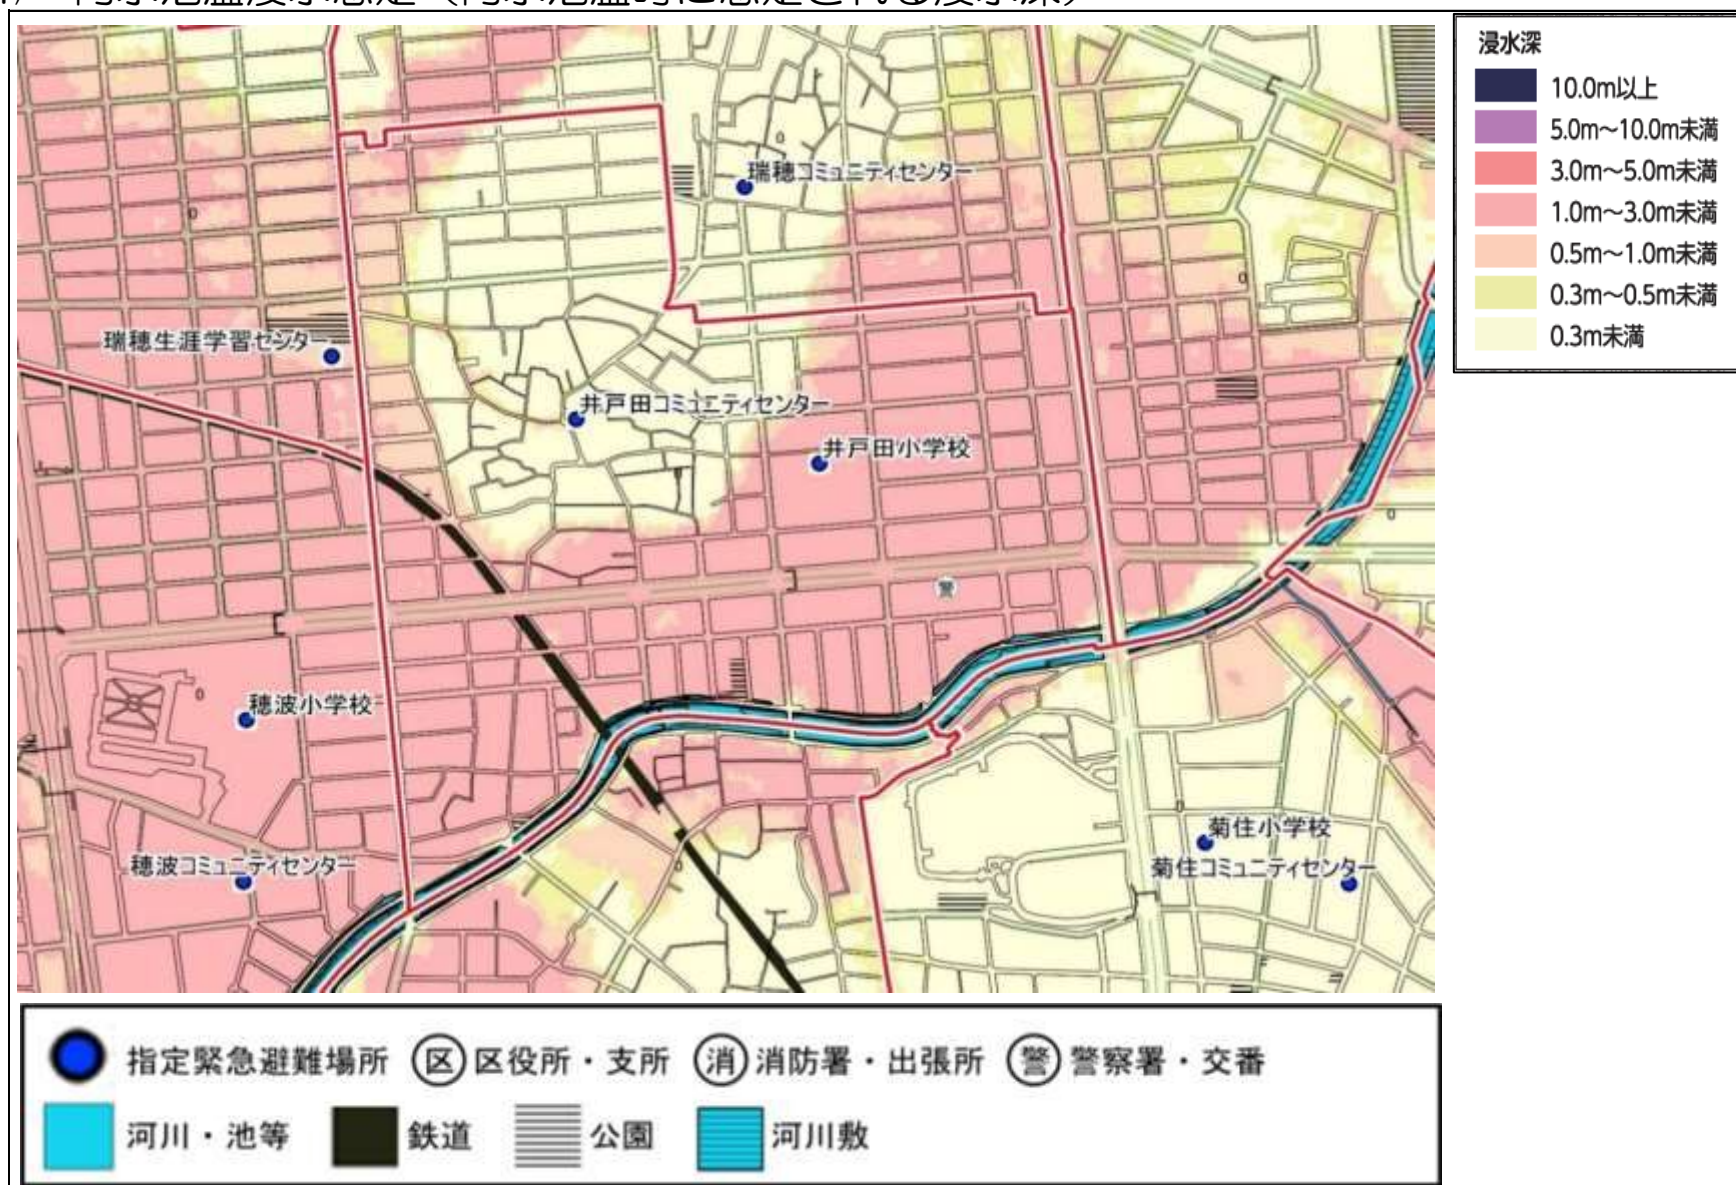 浸水深
10.0m以上
5.0m～10.0m未満
3.0m～5.0m未満
1.0m～3.0m未満
0.5m～1.0m未満
0.3m～0.5m未満
0.3m未満
瑞穂コミュニティセンター
瑞穂生涯学習センター
井戸田コミュニティセンター
井戸田小学校
警
穂波小学校
穂波コミュニティセンター
菊住小学校
菊住コミュニティセンター
指定緊急避難場所 区 区役所・支所 消 消防署・出張所 警 警察署・交番
河川・池等 鉄道 公園 河川敷